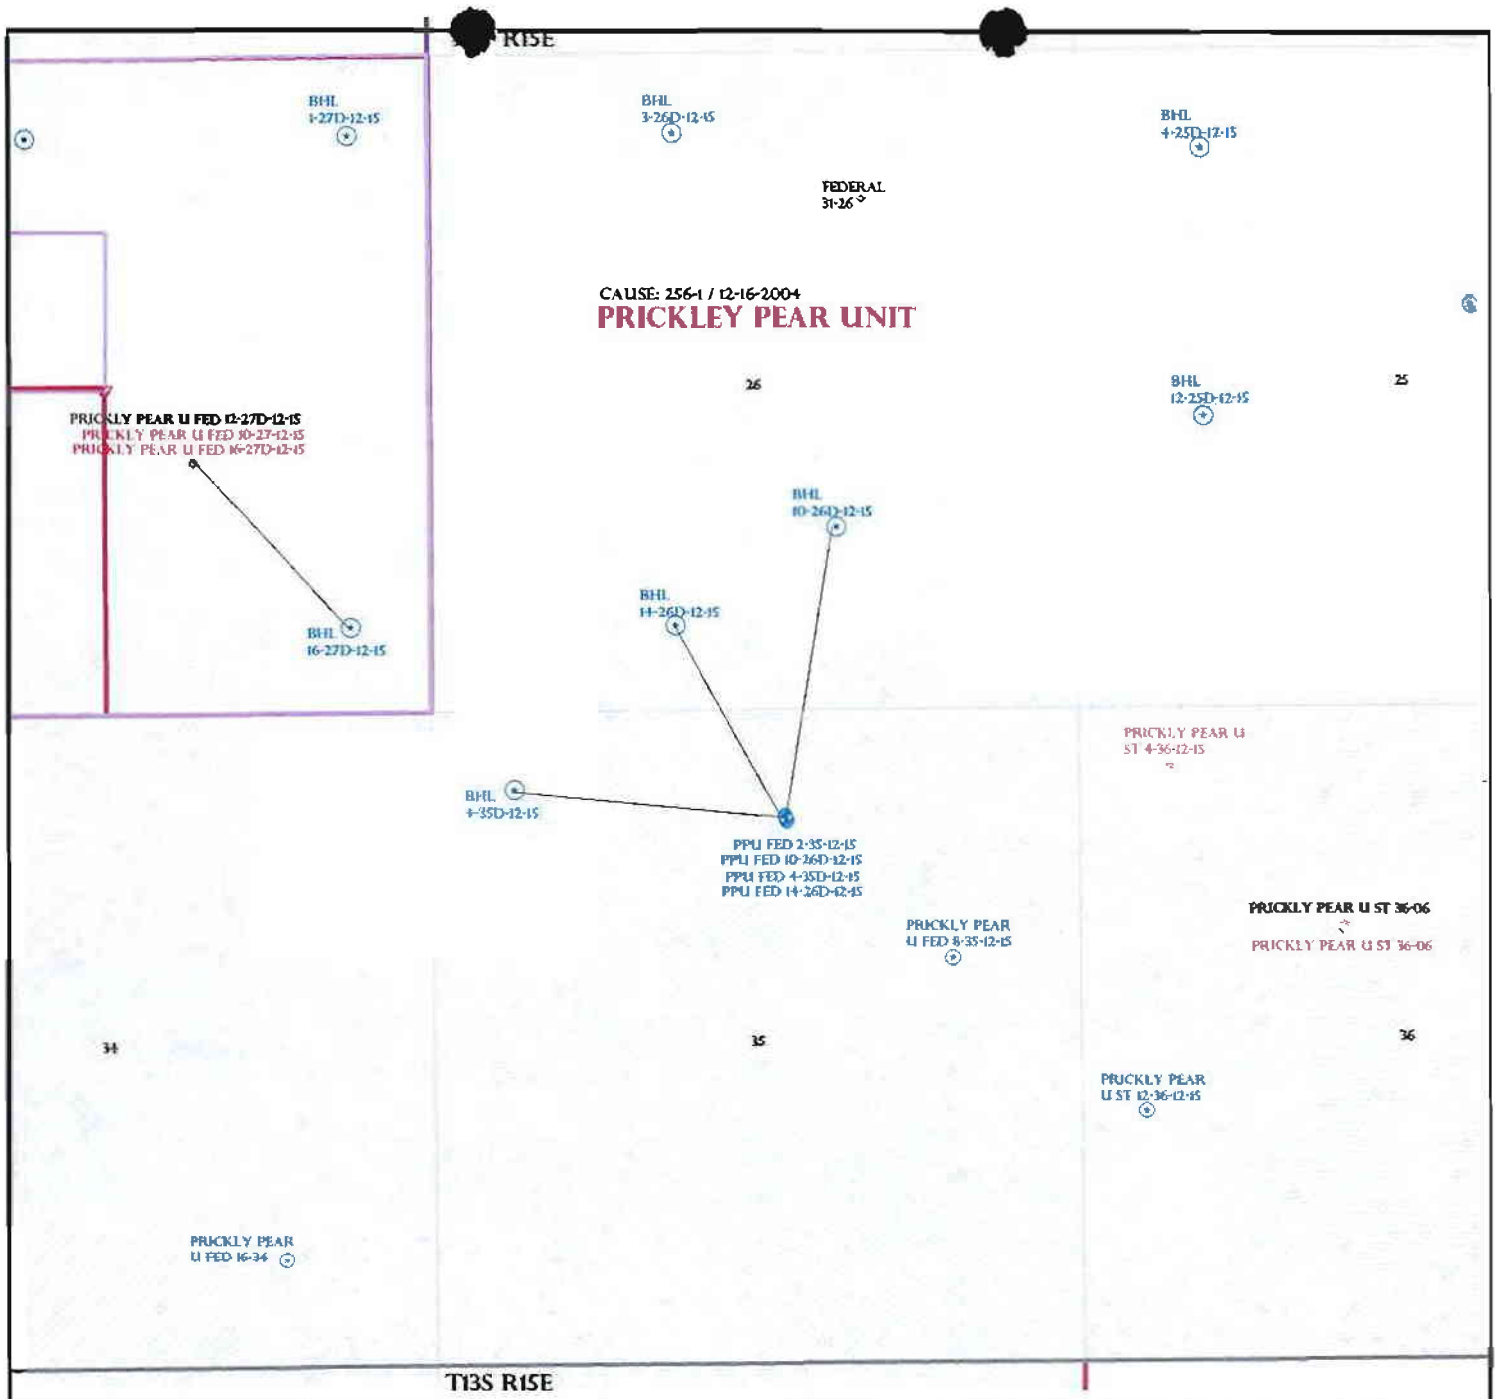 R15E
BHL
1-27D-12-15
BHL
3-26D-12-15
BHL
4-25D-12-15
FEDERAL
31-26
CAUSE: 256-1 / 12-16-2004
PRICKLEY PEAR UNIT
26
25
BHL
12-25D-12-15
PRICKLY PEAR U FED 12-27D-12-15
PRICKLY PEAR U FED 10-27-12-15
PRICKLY PEAR U FED 16-27D-12-15
BHL
10-26D-12-15
BHL
14-26D-12-15
BHL
16-27D-12-15
PRICKLY PEAR U
ST 4-36-12-15
BHL
4-35D-12-15
PPU FED 2-35-12-15
PPU FED 10-26D-12-15
PPU FED 4-35D-12-15
PPU FED 14-26D-12-15
PRICKLY PEAR
U FED 8-35-12-15
PRICKLY PEAR U ST 36-06
PRICKLY PEAR U ST 36-06
34
35
36
PRICKLY PEAR
U ST 12-36-12-15
PRICKLY PEAR
U FED 16-34
T13S R15E